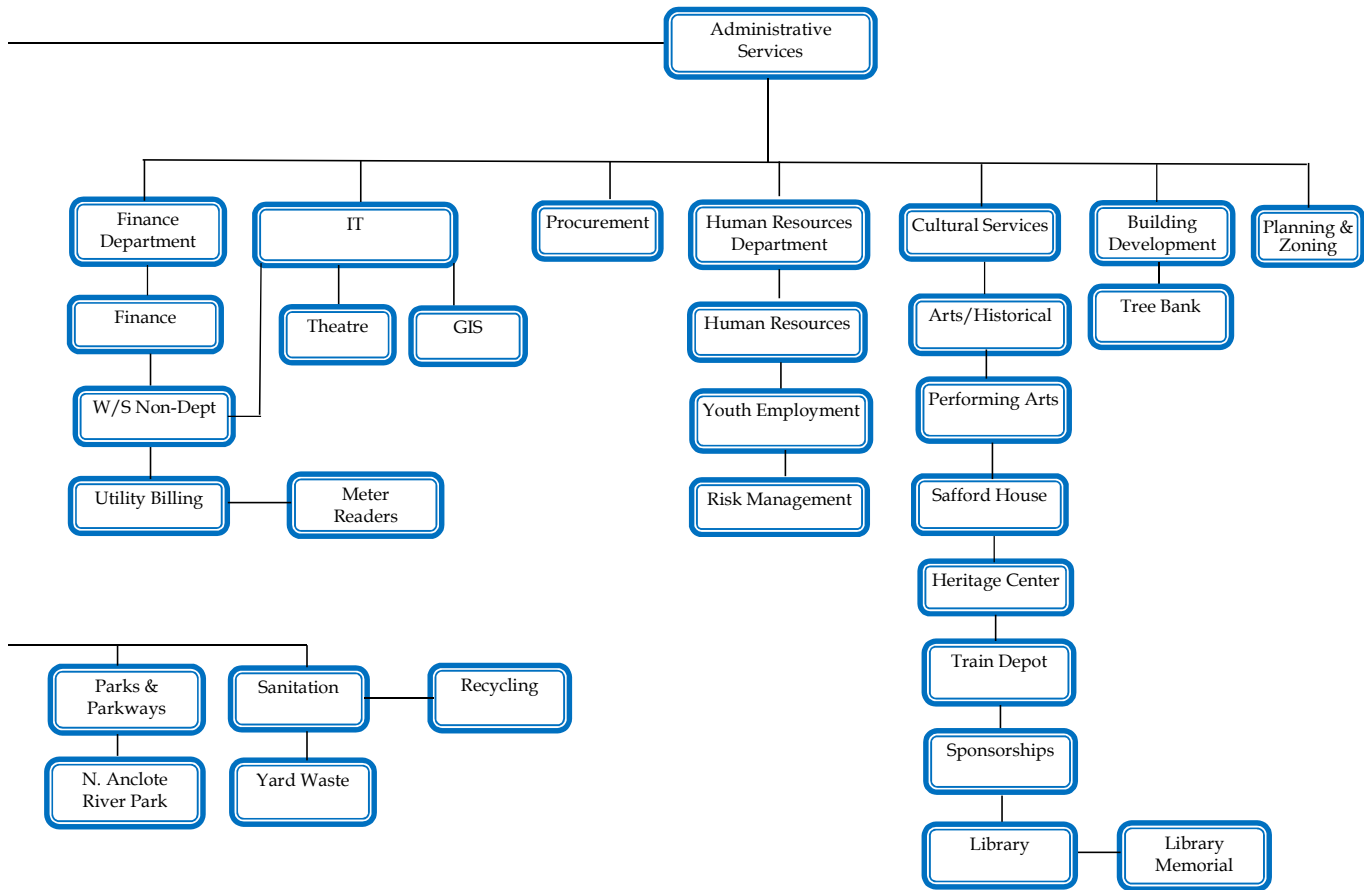 Administrative
Services
Finance
Department
IT
Procurement
Human Resources
Department
Cultural Services
Building
Development
Planning &
Zoning
Finance
Theatre
GIS
Human Resources
Arts/Historical
Tree Bank
W/S Non-Dept
Youth Employment
Performing Arts
Utility Billing
Meter
Readers
Risk Management
Safford House
Heritage Center
Parks &
Parkways
Sanitation
Recycling
Train Depot
N. Anclote
River Park
Yard Waste
Sponsorships
Library
Library
Memorial